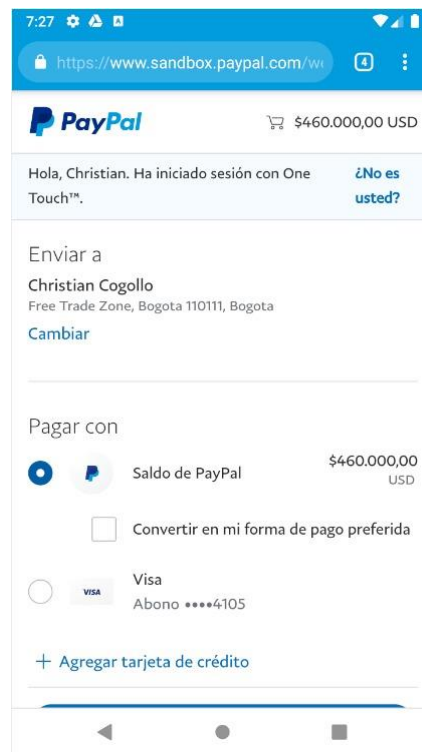 7:27
https://www.sandbox.paypal.com/we
4
PayPal
$460.000,00 USD
Hola, Christian. Ha iniciado sesión con One
Touch™.
¿No es
usted?
Enviar a
Christian Cogollo
Free Trade Zone, Bogota 110111, Bogota
Cambiar
Pagar con
Saldo de PayPal
$460.000,00
USD
Convertir en mi forma de pago preferida
VISA
Visa
Abono ••••4105
+ Agregar tarjeta de crédito